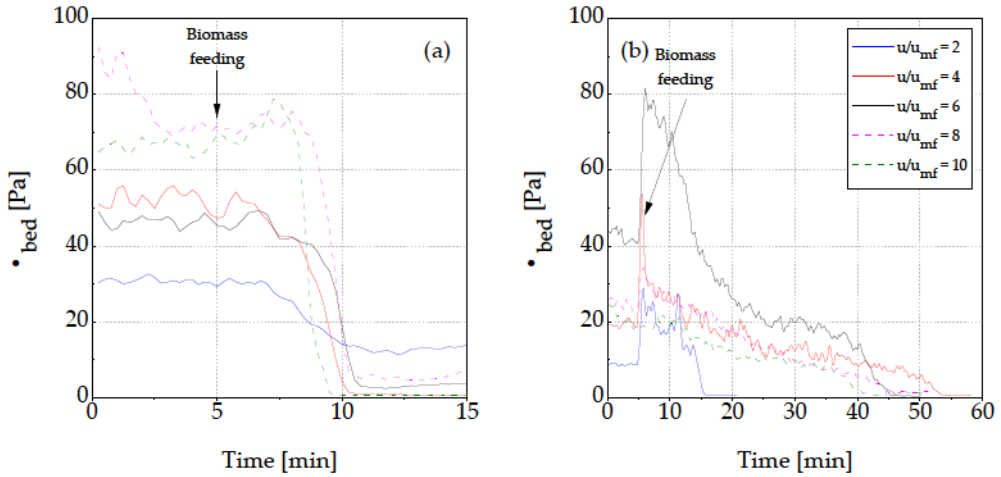 100
80
60
40
20
0
• bed [Pa]
Biomass
feeding
(a)
0
5
10
15
Time [min]
100
80
60
40
20
0
• bed [Pa]
(b)
Biomass
feeding
u/umf = 2
u/umf = 4
u/umf = 6
u/umf = 8
u/umf = 10
0
10
20
30
40
50
60
Time [min]